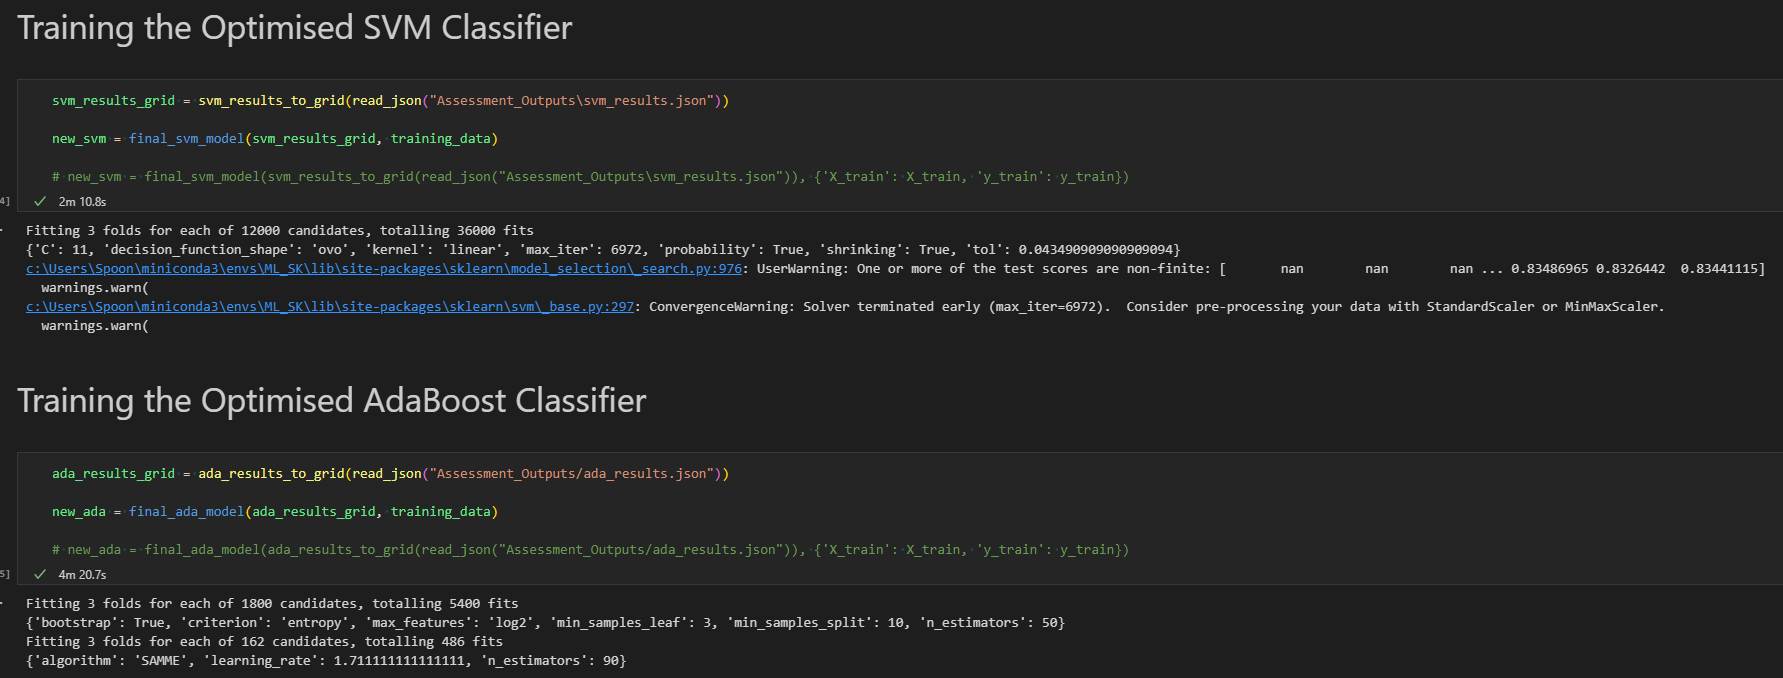 Training the Optimised SVM Classifier
svm_results_grid = svm_results_to_grid(read_json("Assessment_Outputs\svm_results.json"))
new_svm = final_svm_model(svm_results_grid, training_data)
# new_svm = final_svm_model(svm_results_to_grid(read_json("Assessment_Outputs\svm_results.json")), {'X_train': X_train, 'y_train': y_train})
4]
✓ 2m 10.8s
Fitting 3 folds for each of 12000 candidates, totalling 36000 fits
{'C': 11, 'decision_function_shape': 'ovo', 'kernel': 'linear', 'max_iter': 6972, 'probability': True, 'shrinking': True, 'tol': 0.043490909090909094}
c:\Users\Spoon\miniconda3\envs\ML_SK\lib\site-packages\sklearn\model_selection\_search.py:976: UserWarning: One or more of the test scores are non-finite: [       nan        nan        nan ... 0.83486965 0.8326442  0.83441115]
  warnings.warn(
c:\Users\Spoon\miniconda3\envs\ML_SK\lib\site-packages\sklearn\svm\_base.py:297: ConvergenceWarning: Solver terminated early (max_iter=6972).  Consider pre-processing your data with StandardScaler or MinMaxScaler.
  warnings.warn(
Training the Optimised AdaBoost Classifier
ada_results_grid = ada_results_to_grid(read_json("Assessment_Outputs/ada_results.json"))
new_ada = final_ada_model(ada_results_grid, training_data)
# new_ada = final_ada_model(ada_results_to_grid(read_json("Assessment_Outputs/ada_results.json")), {'X_train': X_train, 'y_train': y_train})
5]
✓ 4m 20.7s
Fitting 3 folds for each of 1800 candidates, totalling 5400 fits
{'bootstrap': True, 'criterion': 'entropy', 'max_features': 'log2', 'min_samples_leaf': 3, 'min_samples_split': 10, 'n_estimators': 50}
Fitting 3 folds for each of 162 candidates, totalling 486 fits
{'algorithm': 'SAMME', 'learning_rate': 1.711111111111111, 'n_estimators': 90}